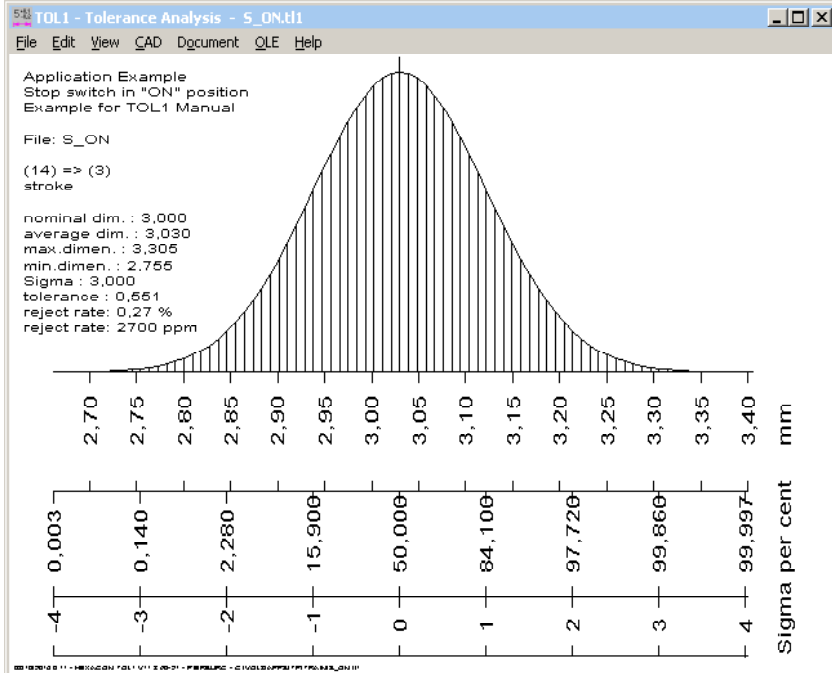 TOL1 - Tolerance Analysis - S_ON.tl1
File Edit View CAD Document OLE Help
Application Example
Stop switch in "ON" position
Example for TOL1 Manual
File: S_ON
(14) => (3)
stroke
nominal dim. : 3,000
average dim. : 3,030
max.dimen. : 3,305
min.dimen. : 2,755
Sigma : 3,000
tolerance : 0,551
reject rate: 0,27 %
reject rate: 2700 ppm
2,70 2,75 2,80 2,85 2,90 2,95 3,00 3,05 3,10 3,15 3,20 3,25 3,30 3,35 3,40 mm
0,003 0,140 2,280 15,900 50,000 84,100 97,720 99,860 99,997
-4 -3 -2 -1 0 1 2 3 4
Sigma per cent